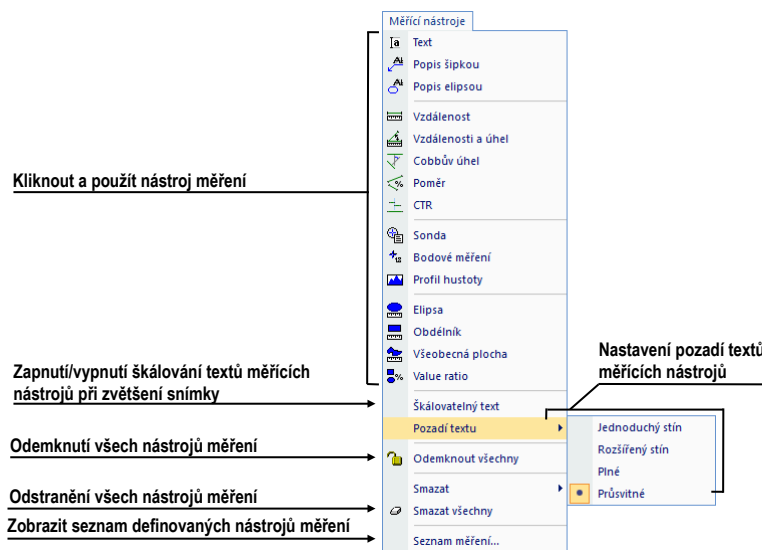 Měřící nástroje
Text
Popis šipkou
Popis elipsou
Vzdálenost
Vzdálenosti a úhel
Cobbův úhel
Poměr
CTR
Sonda
Bodové měření
Profil hustoty
Elipsa
Obdélník
Všeobecná plocha
Value ratio
Škálovatelný text
Pozadí textu
Odemknout všechny
Smazat
Smazat všechny
Seznam měření...
Jednoduchý stín
Rozšířený stín
Plné
Průsvitné
Kliknout a použít nástroj měření
Zapnutí/vypnutí škálování textů měřících
nástrojů při zvětšení snímky
Odemknutí všech nástrojů měření
Odstranění všech nástrojů měření
Zobrazit seznam definovaných nástrojů měření
Nastavení pozadí textů
měřících nástrojů